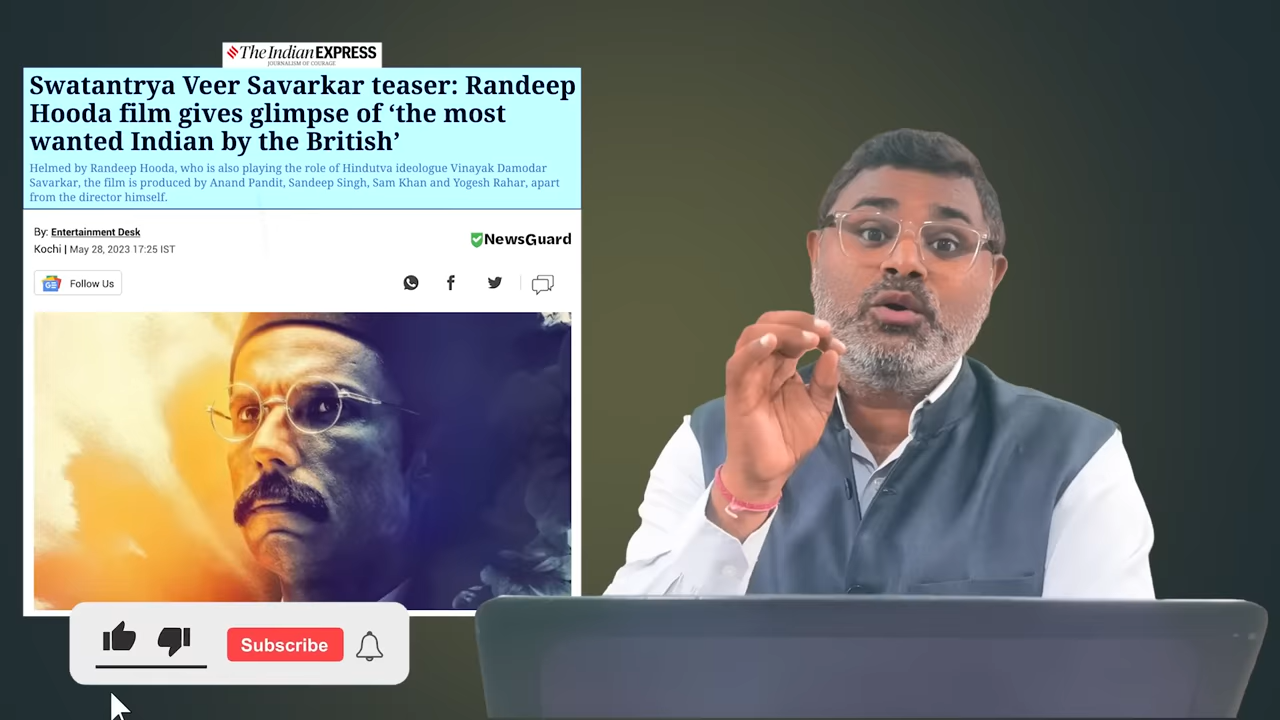 The Indian EXPRESS
JOURNALISM OF COURAGE
Swatantrya Veer Savarkar teaser: Randeep
Hooda film gives glimpse of ‘the most
wanted Indian by the British’
Helmed by Randeep Hooda, who is also playing the role of Hindutva ideologue Vinayak Damodar
Savarkar, the film is produced by Anand Pandit, Sandeep Singh, Sam Khan and Yogesh Rahar, apart
from the director himself.
By: Entertainment Desk
Kochi | May 28, 2023 17:25 IST
NewsGuard
GE Follow Us
Subscribe